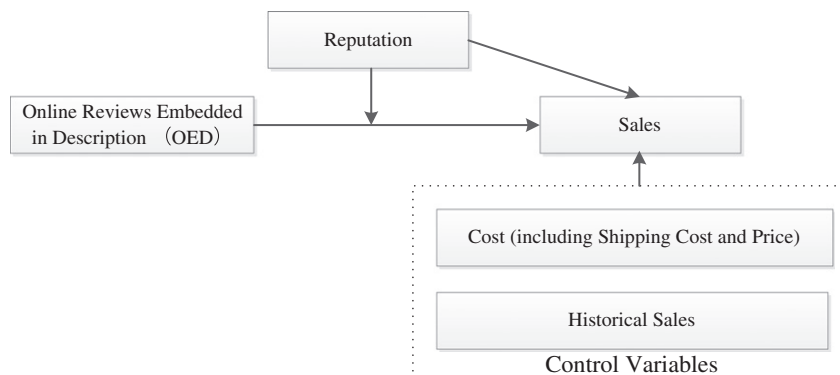 Reputation
Online Reviews Embedded
in Description （OED）
Sales
Cost (including Shipping Cost and Price)
Historical Sales
Control Variables